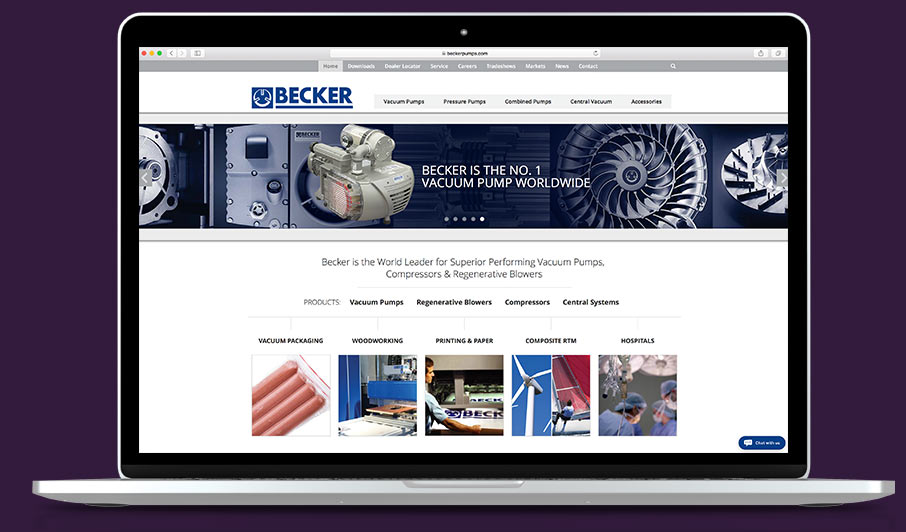 beckerpumps.com
Home Downloads Dealer Locator Service Careers Tradeshows Markets News Contact
BECKER
Vacuum Pumps Pressure Pumps Combined Pumps Central Vacuum Accessories
BECKER
BECKER IS THE NO. 1
VACUUM PUMP WORLDWIDE
Becker is the World Leader for Superior Performing Vacuum Pumps,
Compressors & Regenerative Blowers
PRODUCTS: Vacuum Pumps Regenerative Blowers Compressors Central Systems
VACUUM PACKAGING WOODWORKING PRINTING & PAPER COMPOSITE RTM HOSPITALS
BECKER
BECKER
Chat with us